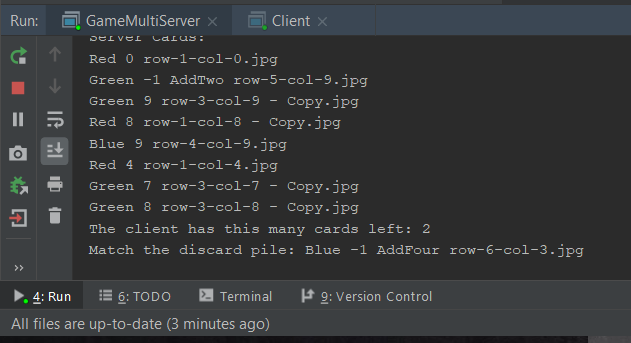 Run: GameMultiServer × Client ×
Server Cards:
Red 0 row-1-col-0.jpg
Green -1 AddTwo row-5-col-9.jpg
Green 9 row-3-col-9 - Copy.jpg
Red 8 row-1-col-8 - Copy.jpg
Blue 9 row-4-col-9.jpg
Red 4 row-1-col-4.jpg
Green 7 row-3-col-7 - Copy.jpg
Green 8 row-3-col-8 - Copy.jpg
The client has this many cards left: 2
Match the discard pile: Blue -1 AddFour row-6-col-3.jpg
4: Run 6: TODO Terminal 9: Version Control
All files are up-to-date (3 minutes ago)